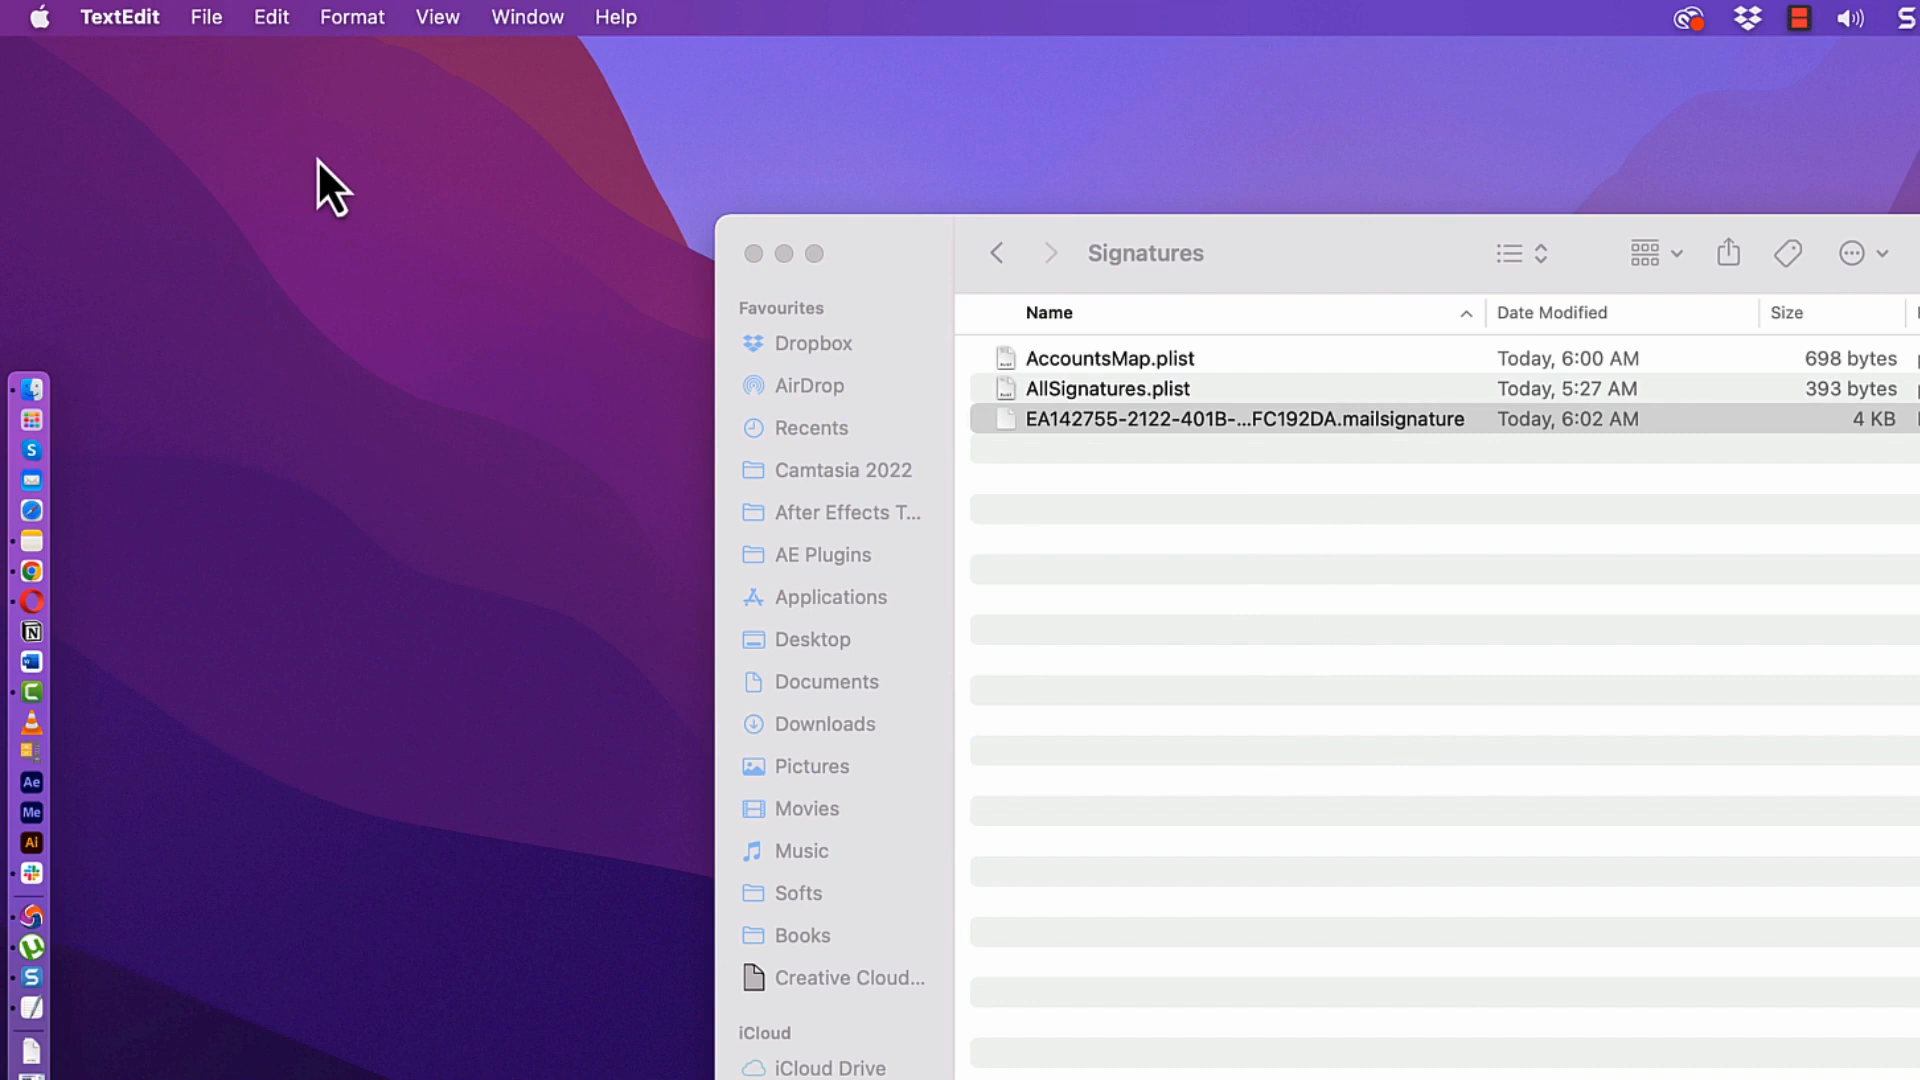 TextEdit File Edit Format View Window Help
Signatures
Name Date Modified Size
AccountsMap.plist Today, 6:00 AM 698 bytes
AllSignatures.plist Today, 5:27 AM 393 bytes
EA142755-2122-401B-...FC192DA.mailsignature Today, 6:02 AM 4 KB
Favourites
Dropbox
AirDrop
Recents
Camtasia 2022
After Effects T...
AE Plugins
Applications
Desktop
Documents
Downloads
Pictures
Movies
Music
Softs
Books
Creative Cloud...
iCloud
iCloud Drive
Ae
Me
Ai